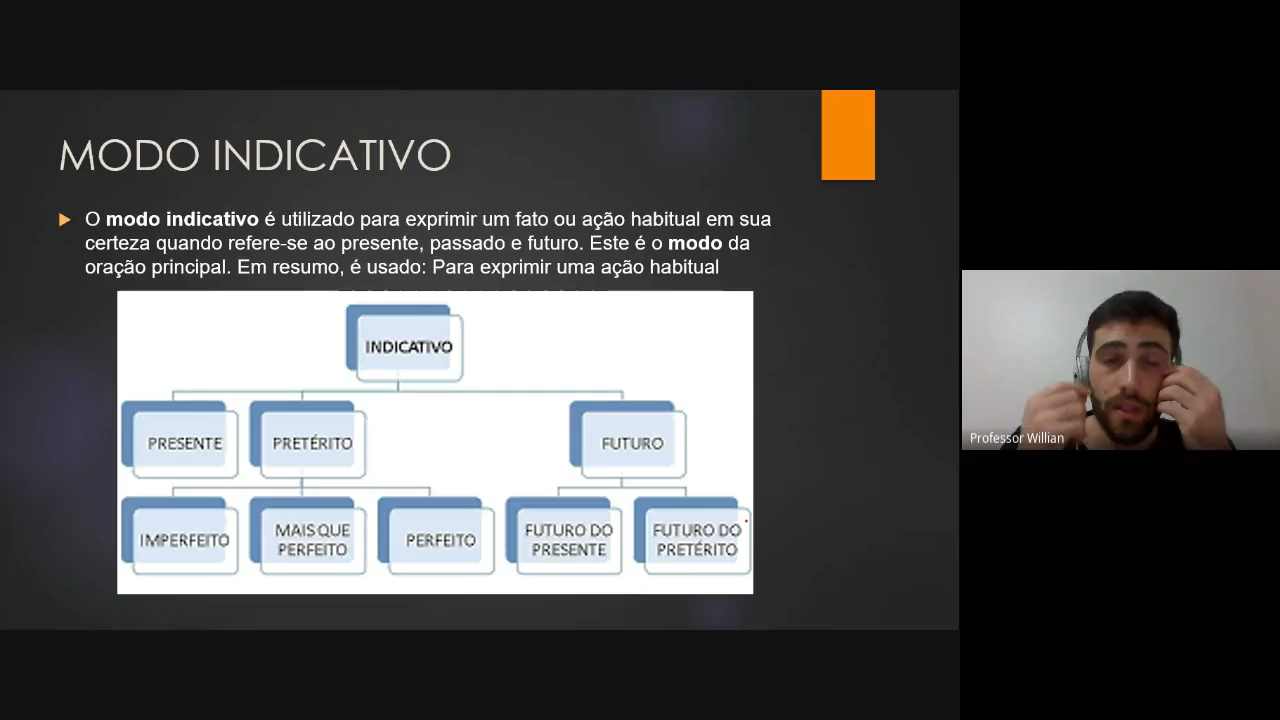 MODO INDICATIVO
O modo indicativo é utilizado para exprimir um fato ou ação habitual em sua
certeza quando refere-se ao presente, passado e futuro. Este é o modo da
oração principal. Em resumo, é usado: Para exprimir uma ação habitual
INDICATIVO
PRESENTE
PRETÉRITO
FUTURO
IMPERFEITO
MAIS QUE
PERFEITO
PERFEITO
FUTURO DO
PRESENTE
FUTURO DO
PRETÉRITO
Professor Willian